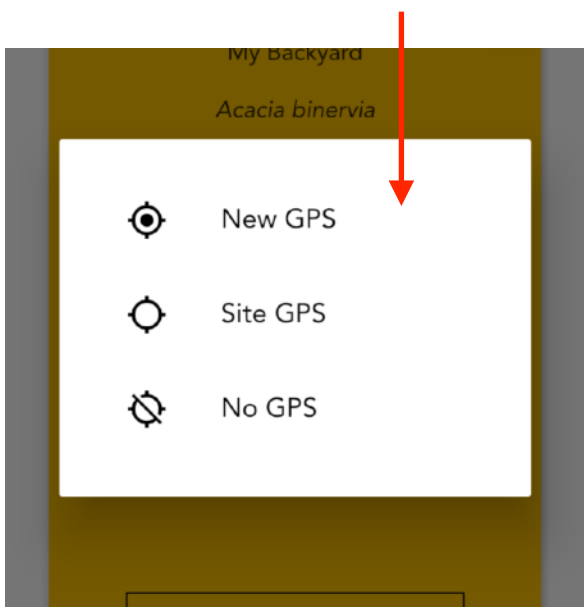 My Backyard
Acacia binervia
New GPS
Site GPS
No GPS